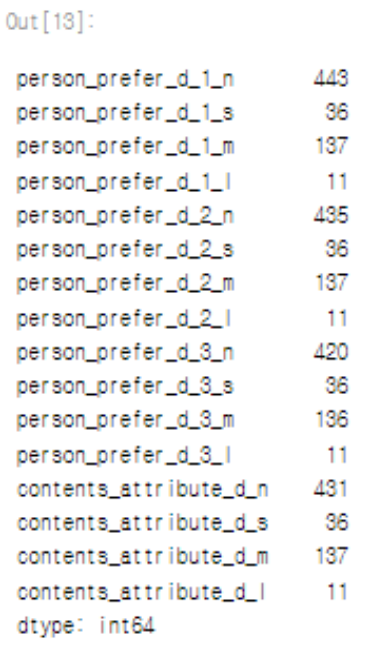 Out[13]:
person_prefer_d_1_n 443
person_prefer_d_1_s 36
person_prefer_d_1_m 137
person_prefer_d_1_l 11
person_prefer_d_2_n 435
person_prefer_d_2_s 36
person_prefer_d_2_m 137
person_prefer_d_2_l 11
person_prefer_d_3_n 420
person_prefer_d_3_s 36
person_prefer_d_3_m 136
person_prefer_d_3_l 11
contents_attribute_d_n 431
contents_attribute_d_s 36
contents_attribute_d_m 137
contents_attribute_d_l 11
dtype: int64